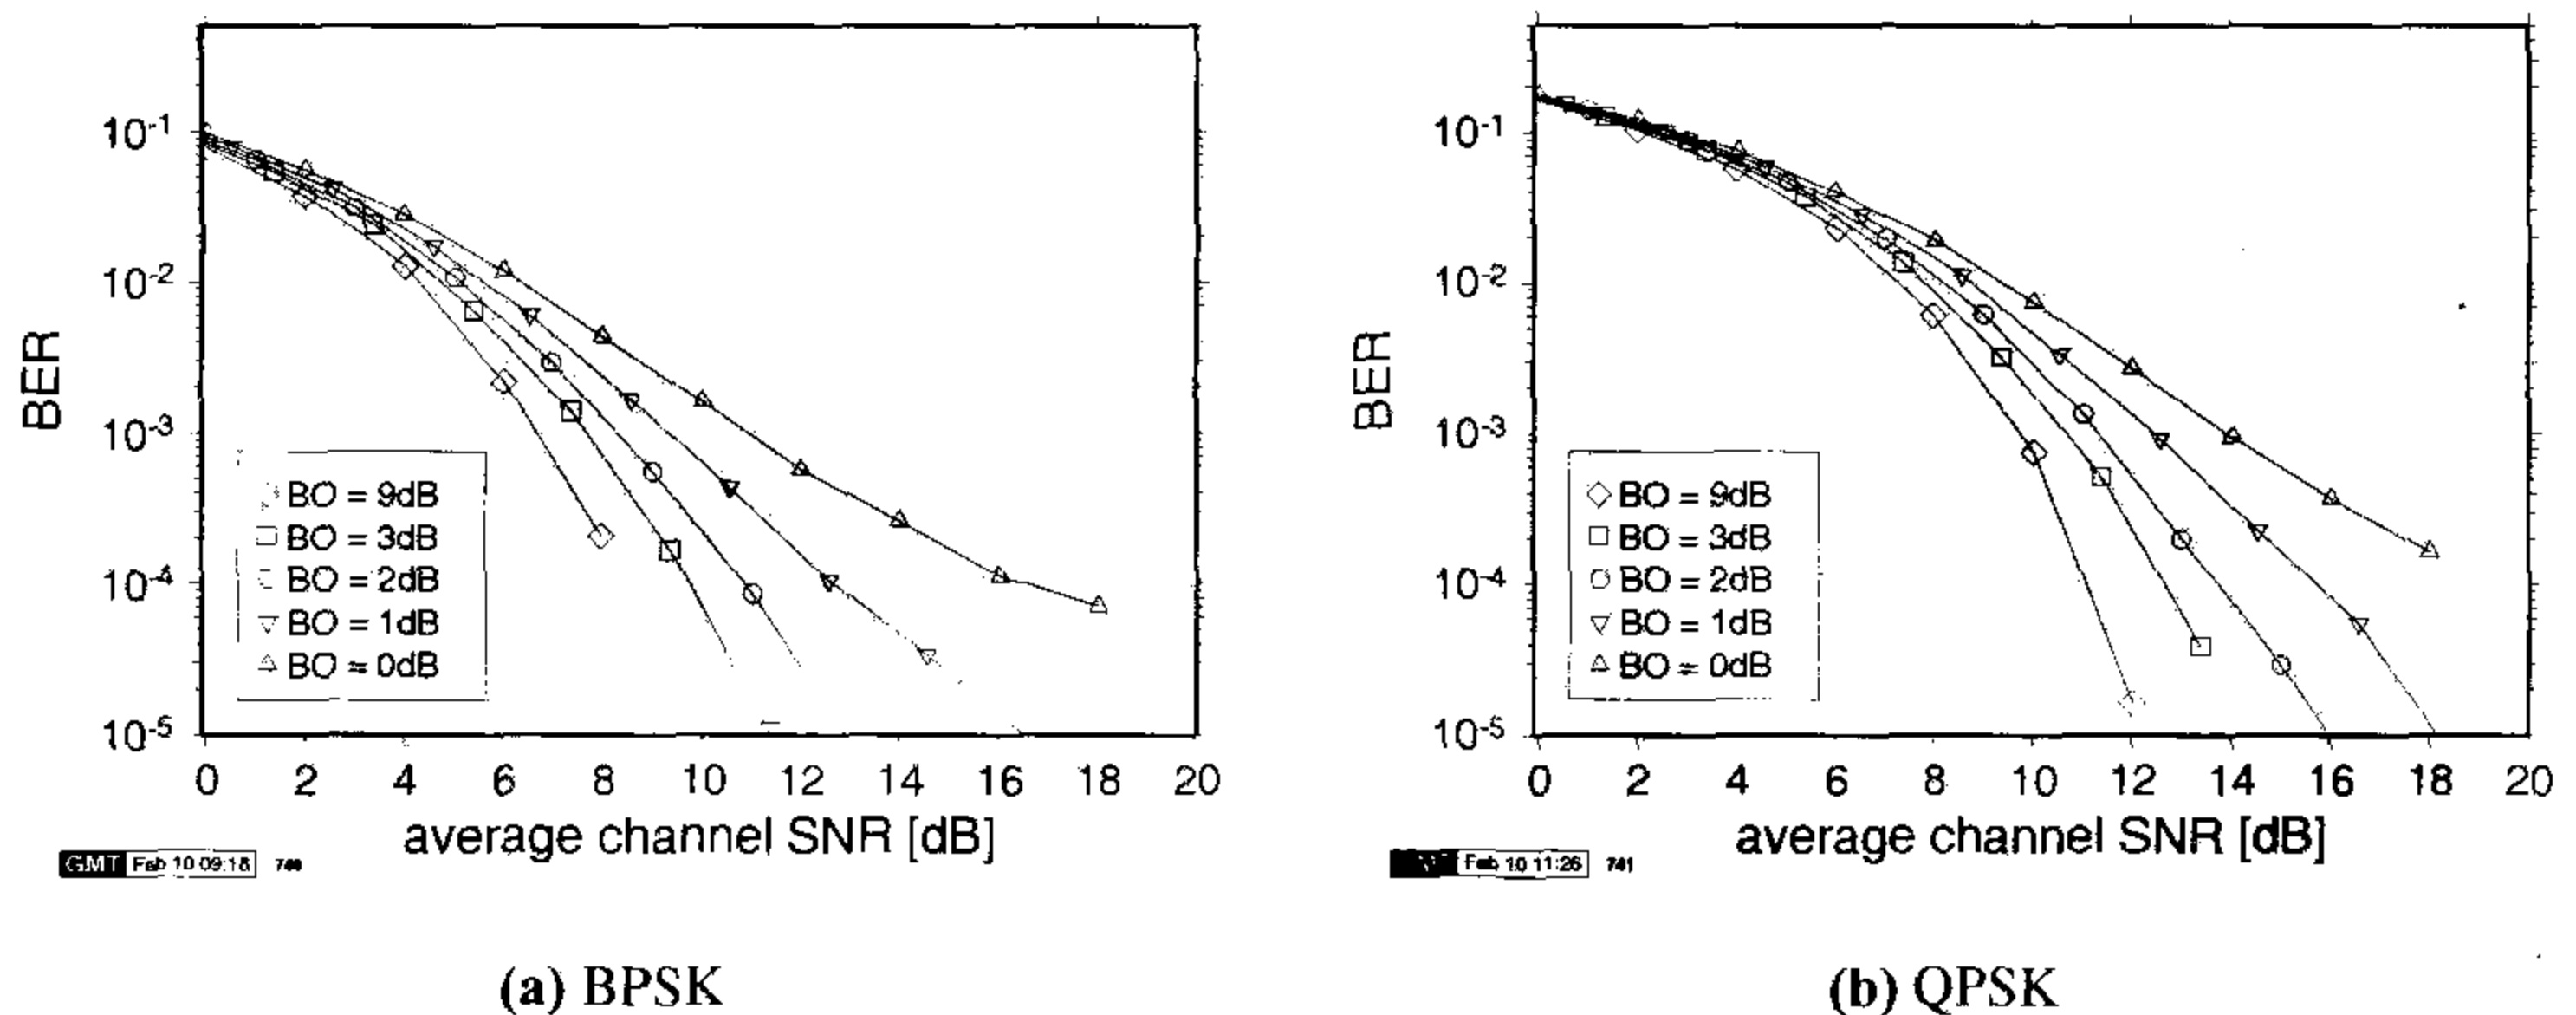 BER
10-1
10-2
10-3
10-4
10-5
BO = 9dB
BO = 3dB
BO = 2dB
BO = 1dB
BO = 0dB
0 2 4 6 8 10 12 14 16 18 20
average channel SNR [dB]
GMT Feb 10 09:18 740
(a) BPSK
BER
10-1
10-2
10-3
10-4
10-5
BO = 9dB
BO = 3dB
BO = 2dB
BO = 1dB
BO = 0dB
0 2 4 6 8 10 12 14 16 18 20
average channel SNR [dB]
Feb 10 11:26 741
(b) QPSK